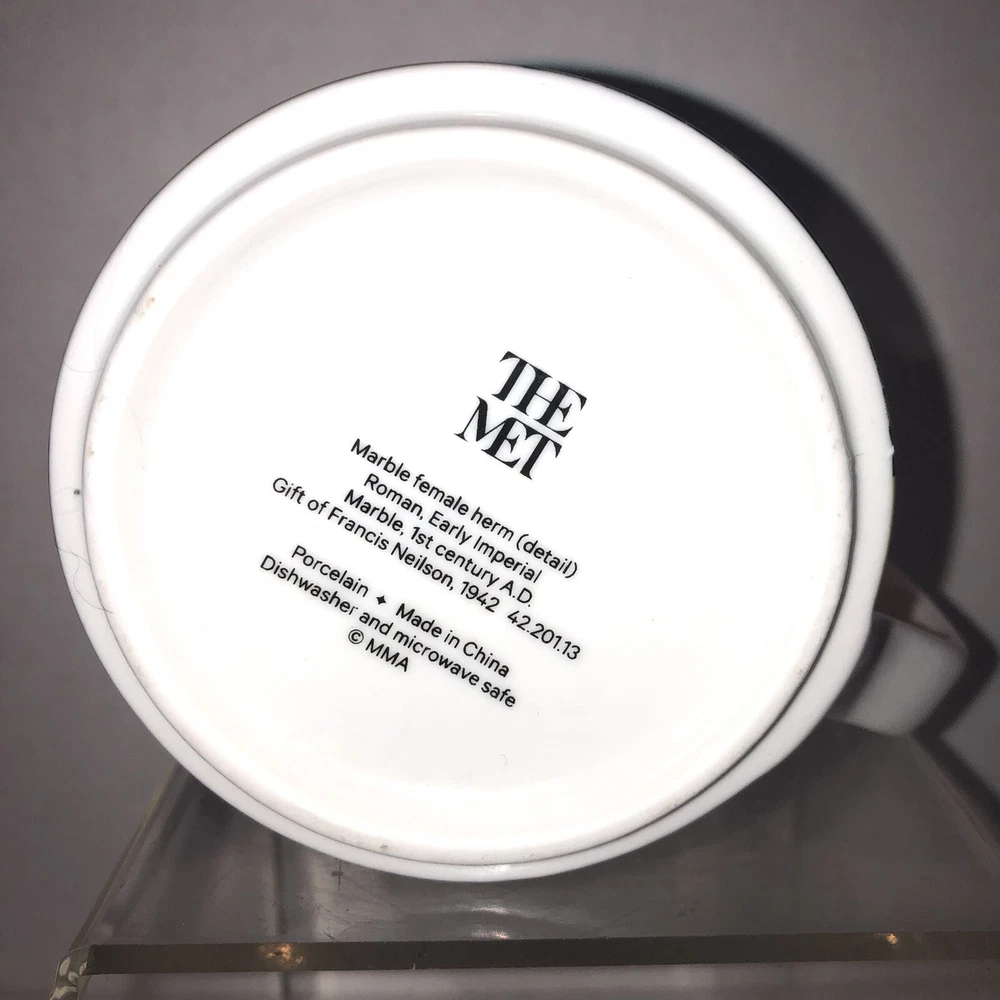 THE
MET
Marble female herm (detail)
Roman, Early Imperial
Marble, 1st century A.D.
Gift of Francis Neilson, 1942 42.201.13
Porcelain ✦ Made in China
Dishwasher and microwave safe
© MMA